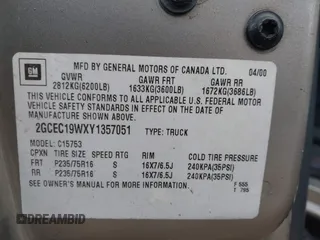 GM
MFD BY GENERAL MOTORS OF CANADA LTD. 04/00
GVWR GAWR FRT GAWR RR
2812KG(6200LB) 1633KG(3600LB) 1672KG(3686LB)
THIS VEHICLE CONFORMS TO ALL APPLICABLE U.S. FEDERAL
MOTOR VEHICLE SAFETY STANDARDS IN EFFECT ON THE DATE OF
MANUFACTURE SHOWN ABOVE.
2GCEC19WXY1357051 TYPE: TRUCK
MODEL: C15753
CPXN TIRE SIZE SPEED RTG RIM COLD TIRE PRESSURE
FRT P235/75R16 S 16X7/6.5J 240KPA(35PSI)
RR P235/75R16 S 16X7/6.5J 240KPA(35PSI)
SEE OWNER'S MANUAL FOR ADDITIONAL INFORMATION
F 555
T 795
DREAMBID